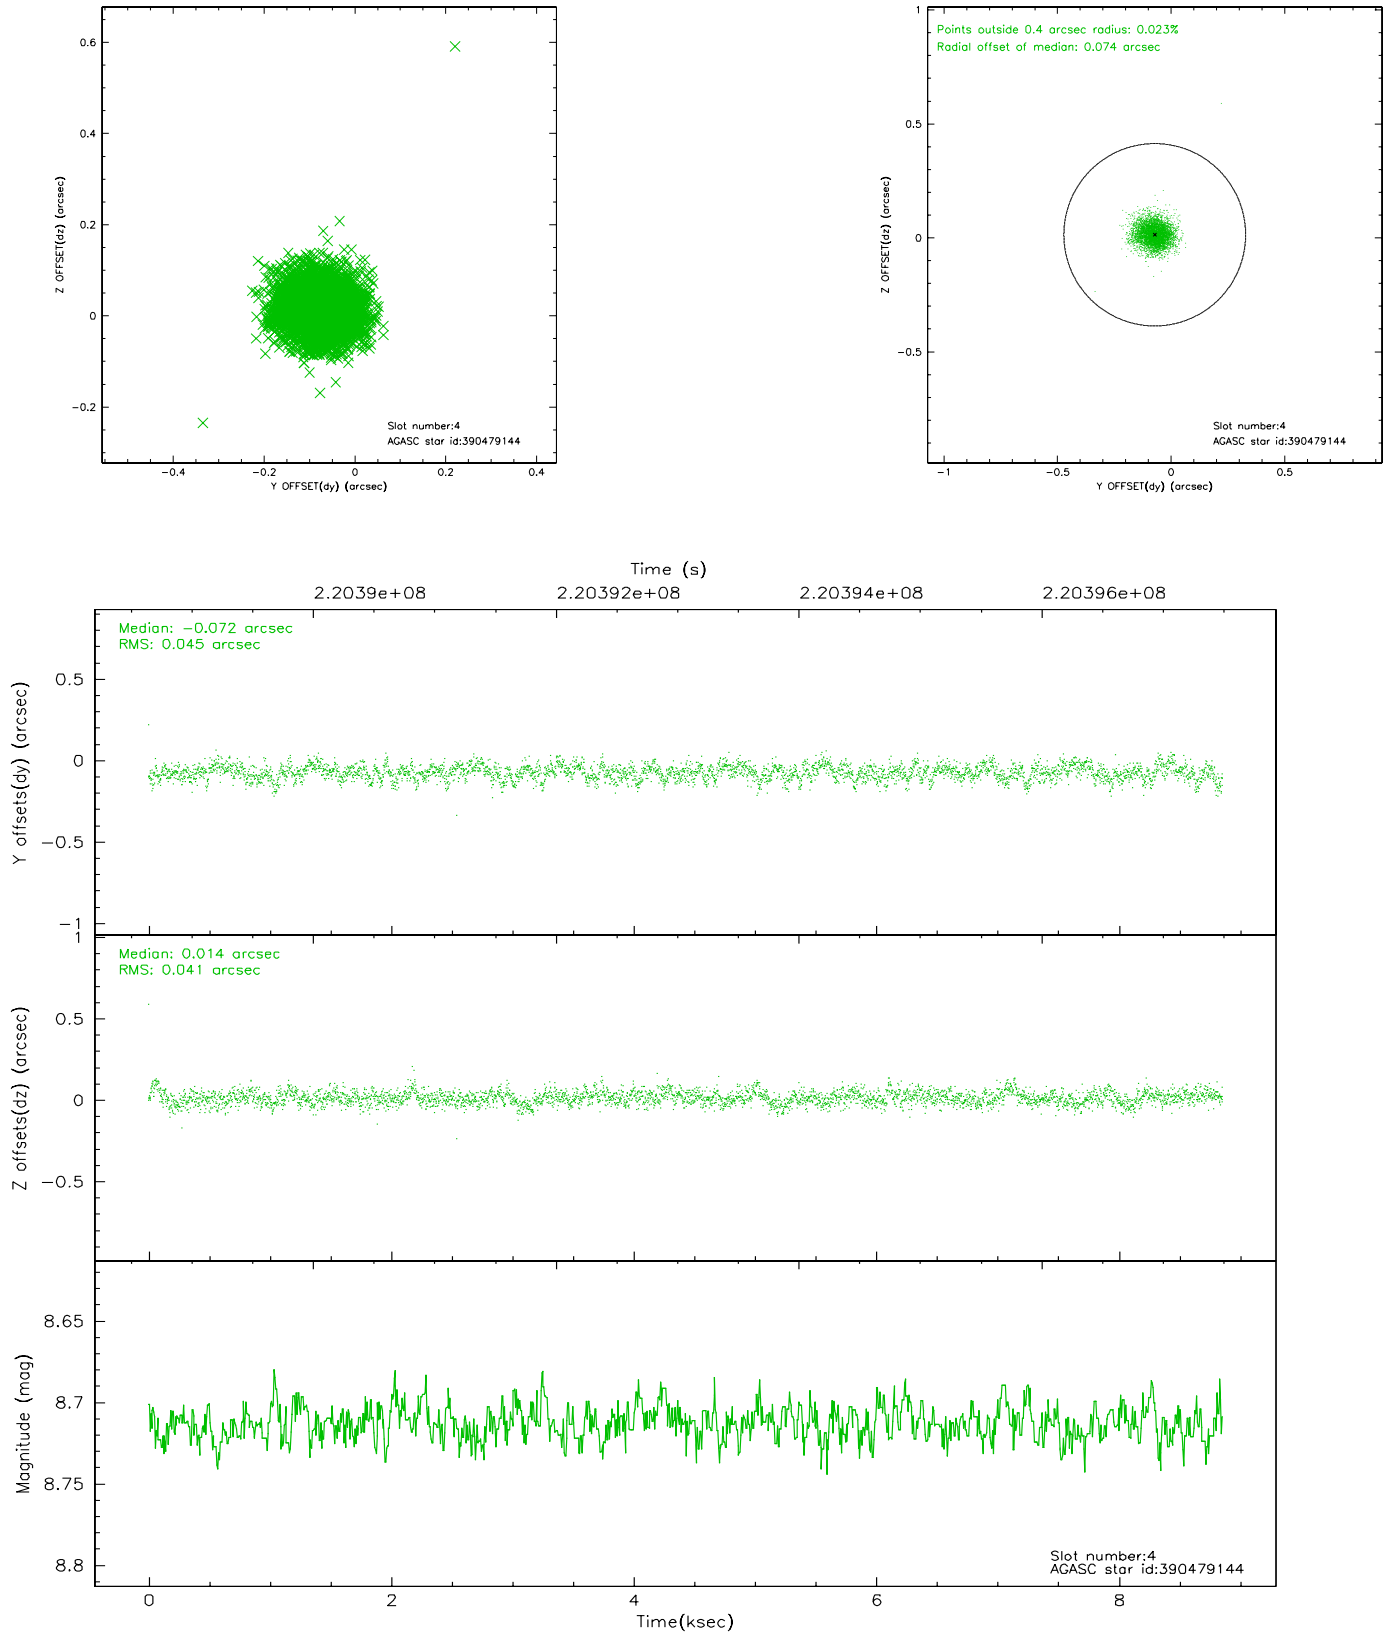 0.6
0.4
0.2
0
−0.2
Z OFFSET(dz) (arcsec)
Slot number:4
AGASC star id:390479144
−0.4
−0.2
0
0.2
0.4
Y OFFSET(dy) (arcsec)
Points outside 0.4 arcsec radius: 0.023%
Radial offset of median: 0.074 arcsec
1
0.5
0
−0.5
Z OFFSET(dz) (arcsec)
Slot number:4
AGASC star id:390479144
−1
−0.5
0
0.5
Y OFFSET(dy) (arcsec)
Time (s)
2.2039e+08
2.20392e+08
2.20394e+08
2.20396e+08
Median: −0.072 arcsec
RMS: 0.045 arcsec
0.5
0
−0.5
−1
Y offsets(dy) (arcsec)
Median: 0.014 arcsec
RMS: 0.041 arcsec
1
0.5
0
−0.5
Z offsets(dz) (arcsec)
8.65
8.7
8.75
8.8
Magnitude (mag)
Slot number:4
AGASC star id:390479144
0
2
4
6
8
Time(ksec)